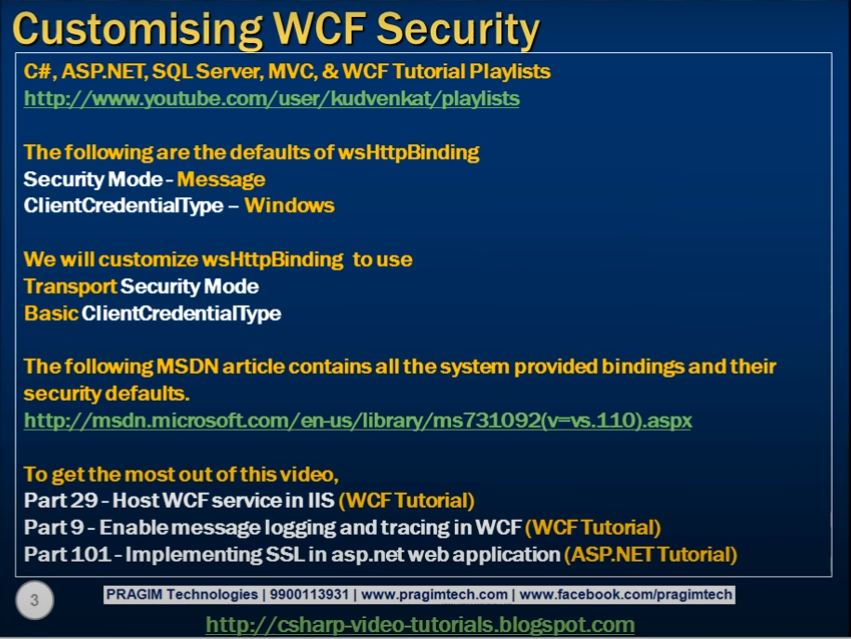 Customising WCF Security
C#, ASP.NET, SQL Server, MVC, & WCF Tutorial Playlists
http://www.youtube.com/user/kudvenkat/playlists
The following are the defaults of wsHttpBinding
Security Mode - Message
ClientCredentialType – Windows
We will customize wsHttpBinding to use
Transport Security Mode
Basic ClientCredentialType
The following MSDN article contains all the system provided bindings and their
security defaults.
http://msdn.microsoft.com/en-us/library/ms731092(v=vs.110).aspx
To get the most out of this video,
Part 29 - Host WCF service in IIS (WCF Tutorial)
Part 9 - Enable message logging and tracing in WCF (WCF Tutorial)
Part 101 - Implementing SSL in asp.net web application (ASP.NET Tutorial)
3
PRAGIM Technologies | 9900113931 | www.pragimtech.com | www.facebook.com/pragimtech
http://csharp-video-tutorials.blogspot.com